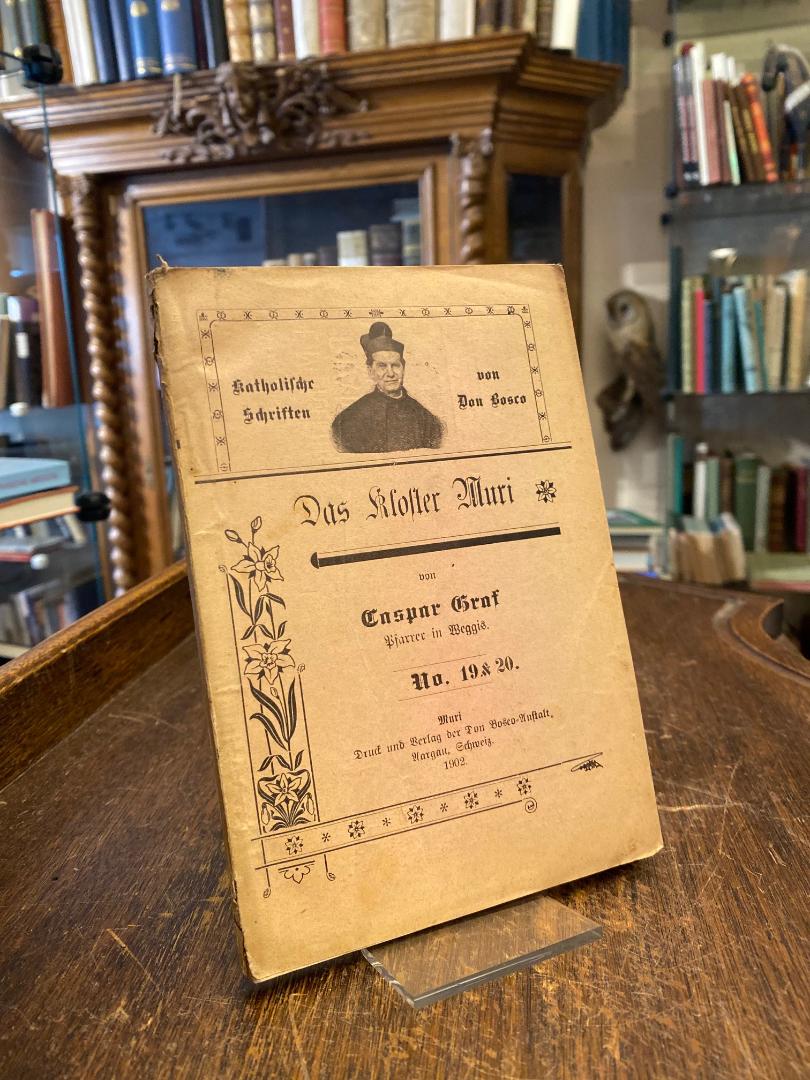 Katholische
Schriften
von
Don Bosco
Das Kloster Muri
von
Caspar Graf
Pfarrer in Weggis.
No. 19 & 20.
Muri
Druck und Verlag der Don Bosco-Anstalt,
Aargau, Schweiz.
1902.